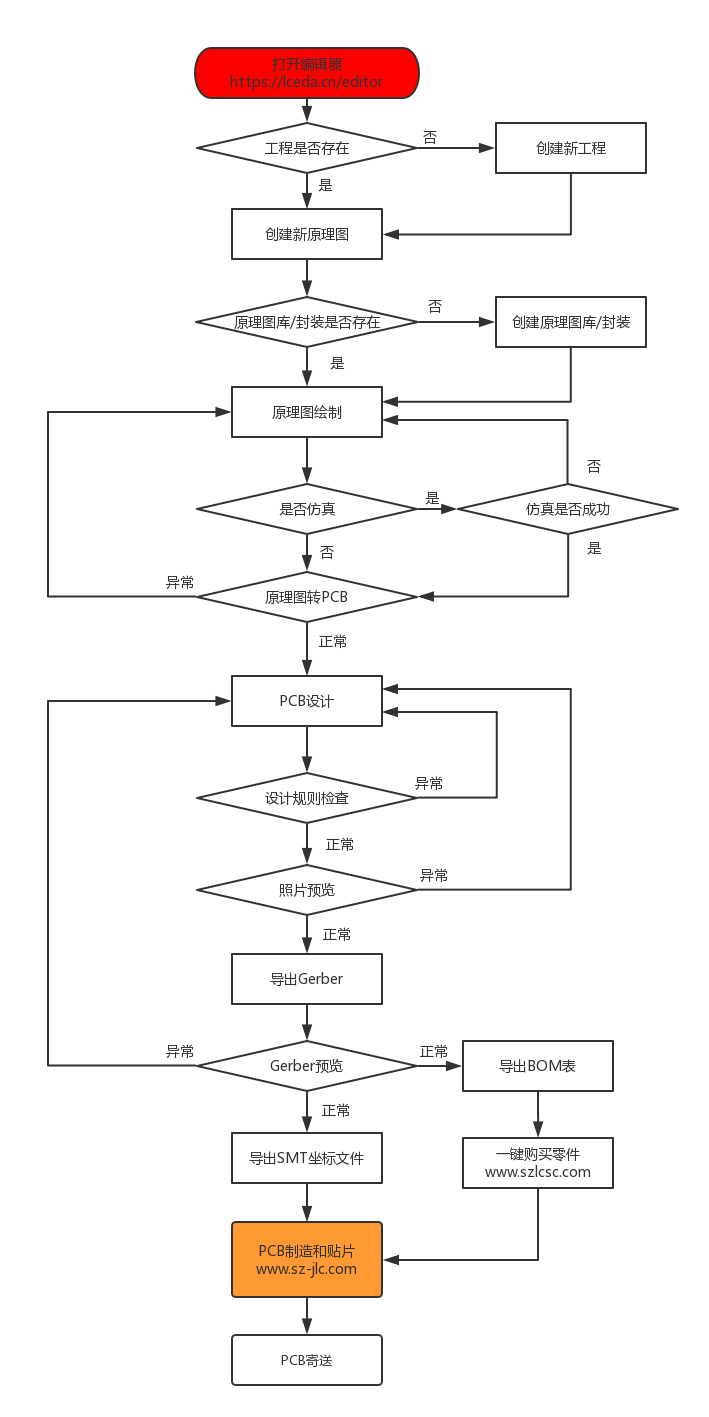 打开编辑器
https://lceda.cn/editor
工程是否存在
否
创建新工程
是
创建新原理图
原理图库/封装是否存在
否
创建原理图库/封装
是
原理图绘制
否
是否仿真
是
仿真是否成功
否
是
异常
原理图转PCB
正常
PCB设计
异常
设计规则检查
正常
异常
照片预览
正常
导出Gerber
异常
Gerber预览
正常
导出BOM表
正常
导出SMT坐标文件
一键购买零件
www.szlcsc.com
PCB制造和贴片
www.sz-jlc.com
PCB寄送